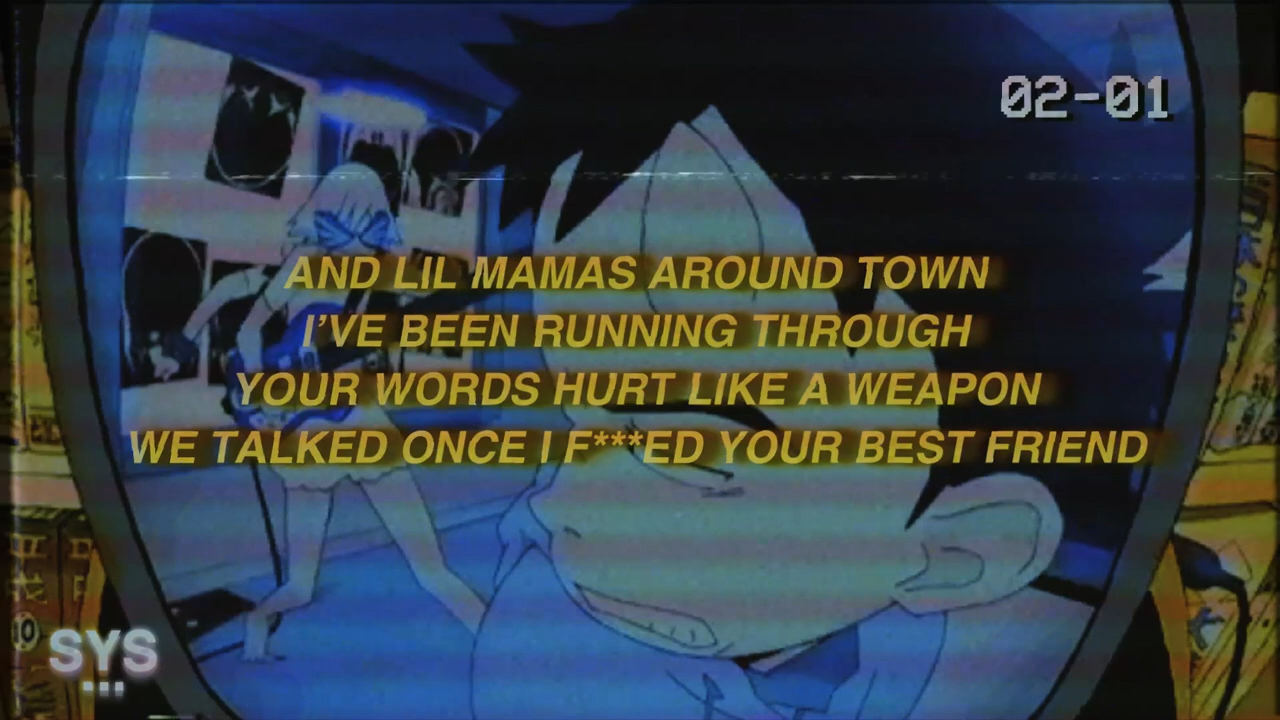 02-01
AND LIL MAMAS AROUND TOWN
I'VE BEEN RUNNING THROUGH
YOUR WORDS HURT LIKE A WEAPON
WE TALKED ONCE I F***ED YOUR BEST FRIEND
SYS